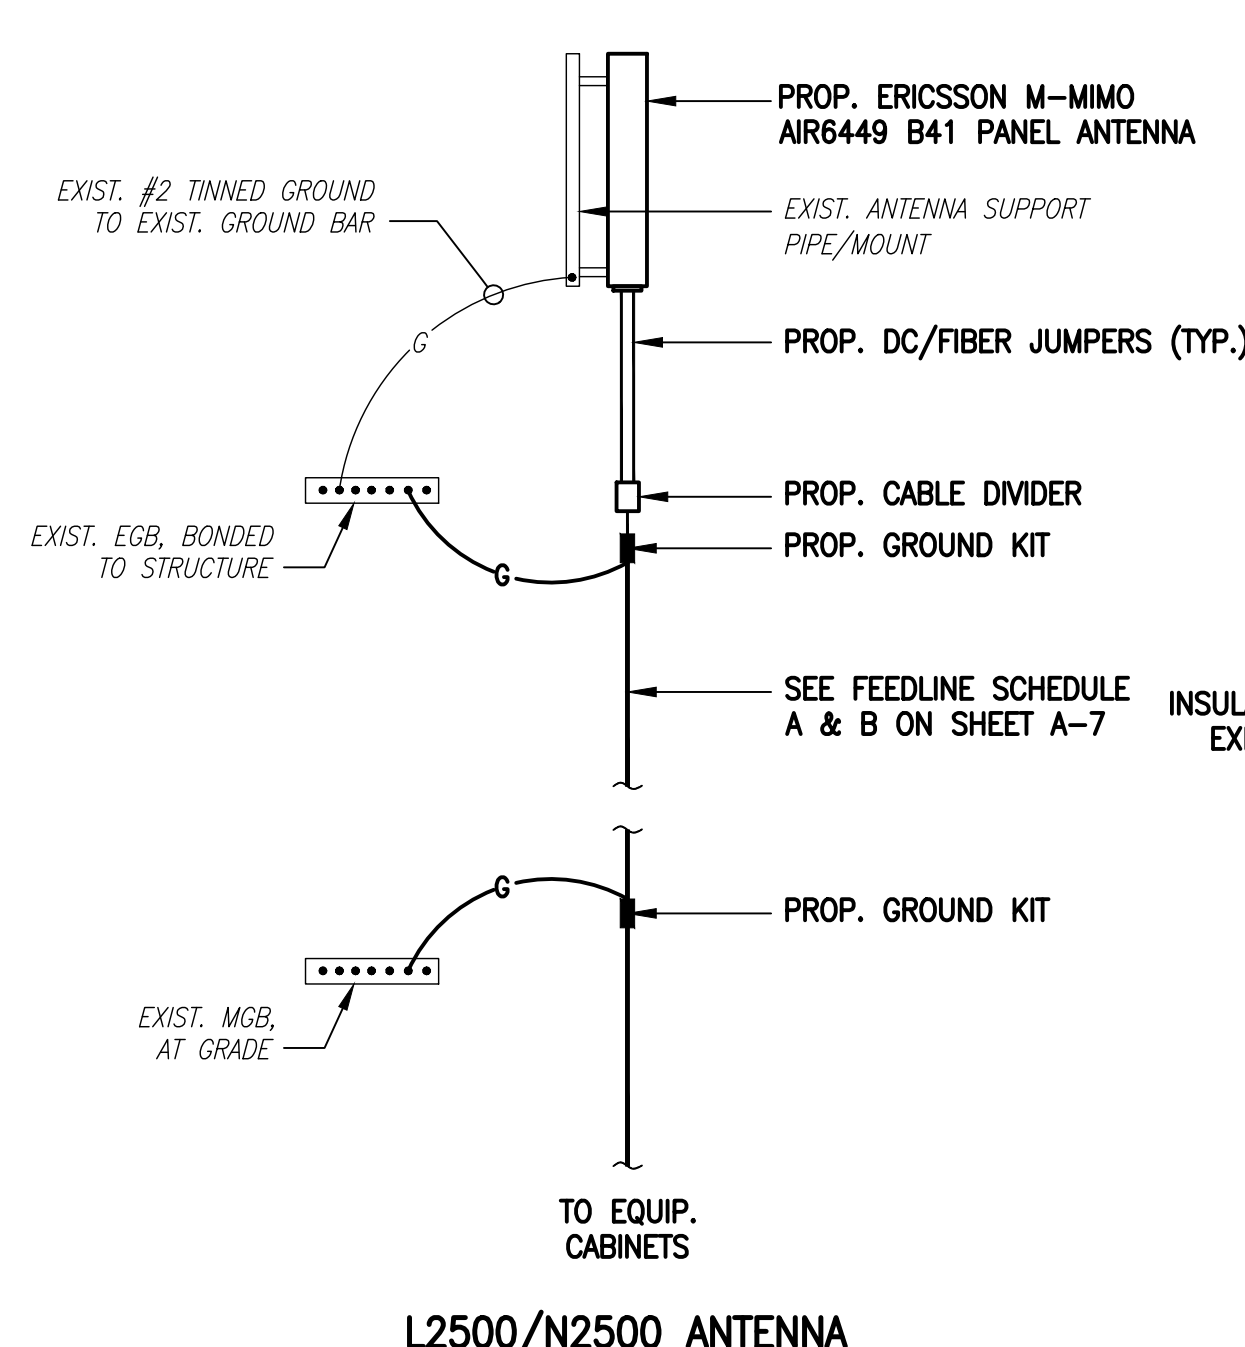 PROP. ERICSSON M-MIMO
AIR6449 B41 PANEL ANTENNA
EXIST. #2 TINNED GROUND
TO EXIST. GROUND BAR
EXIST. ANTENNA SUPPORT
PIPE/MOUNT
G
PROP. DC/FIBER JUMPERS (TYP.)
PROP. CABLE DIVIDER
EXIST. EGB, BONDED
TO STRUCTURE
PROP. GROUND KIT
G
SEE FEEDLINE SCHEDULE
A & B ON SHEET A-7
G
PROP. GROUND KIT
EXIST. MGB,
AT GRADE
TO EQUIP.
CABINETS
L2500/N2500 ANTENNA